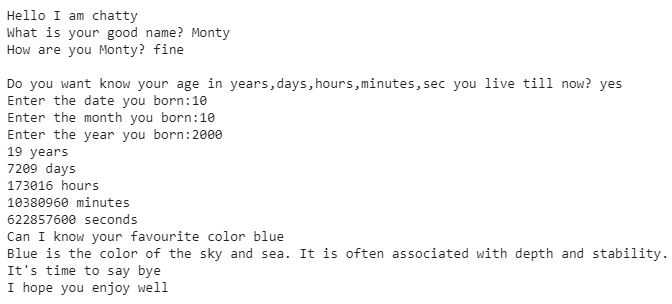 Hello I am chatty
What is your good name? Monty
How are you Monty? fine
Do you want know your age in years,days,hours,minutes,sec you live till now? yes
Enter the date you born:10
Enter the month you born:10
Enter the year you born:2000
19 years
7209 days
173016 hours
10380960 minutes
622857600 seconds
Can I know your favourite color blue
Blue is the color of the sky and sea. It is often associated with depth and stability.
It's time to say bye
I hope you enjoy well